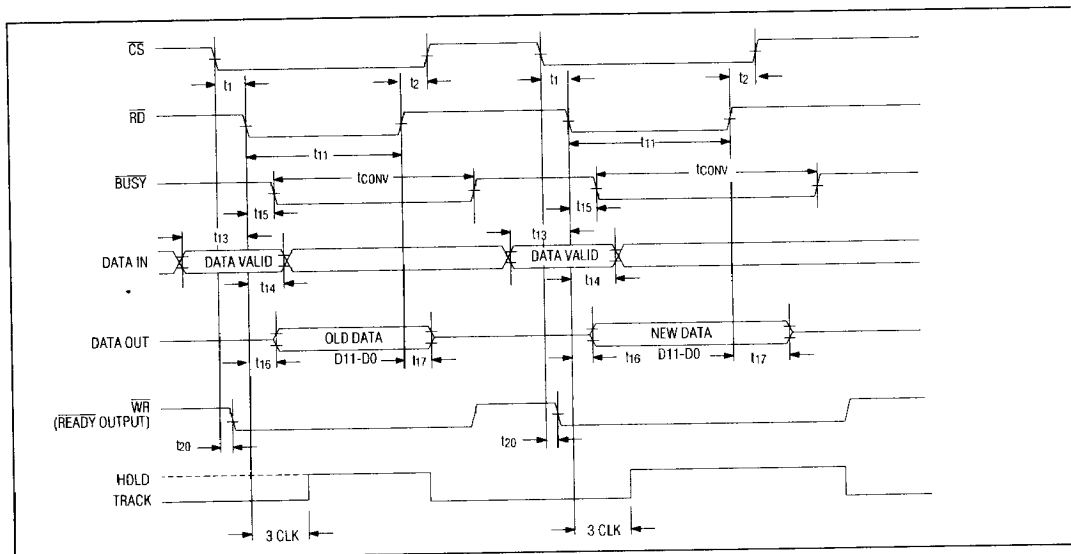 CS
t1 t2 t1 t2
RD
t11 t11
BUSY
tCONV tCONV
t15 t15
t13 t13
DATA IN
DATA VALID DATA VALID
t14 t14
DATA OUT
OLD DATA NEW DATA
t16 D11-D0 t17 t16 D11-D0 t17
WR
(READY OUTPUT)
t20 t20
HOLD
TRACK
3 CLK 3 CLK